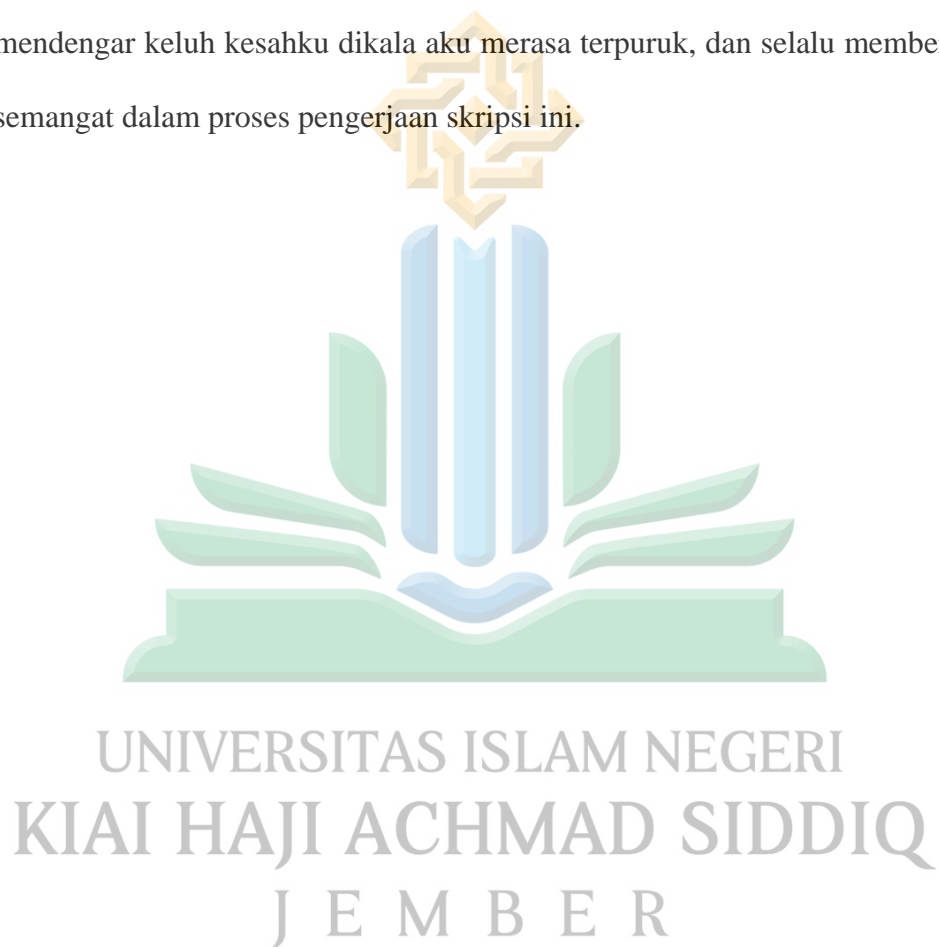 mendengar keluh kesahku dikala aku merasa terpuruk, dan selalu member
semangat dalam proses pengerjaan skripsi ini.
UNIVERSITAS ISLAM NEGERI
KIAI HAJI ACHMAD SIDDIQ
J E M B E R